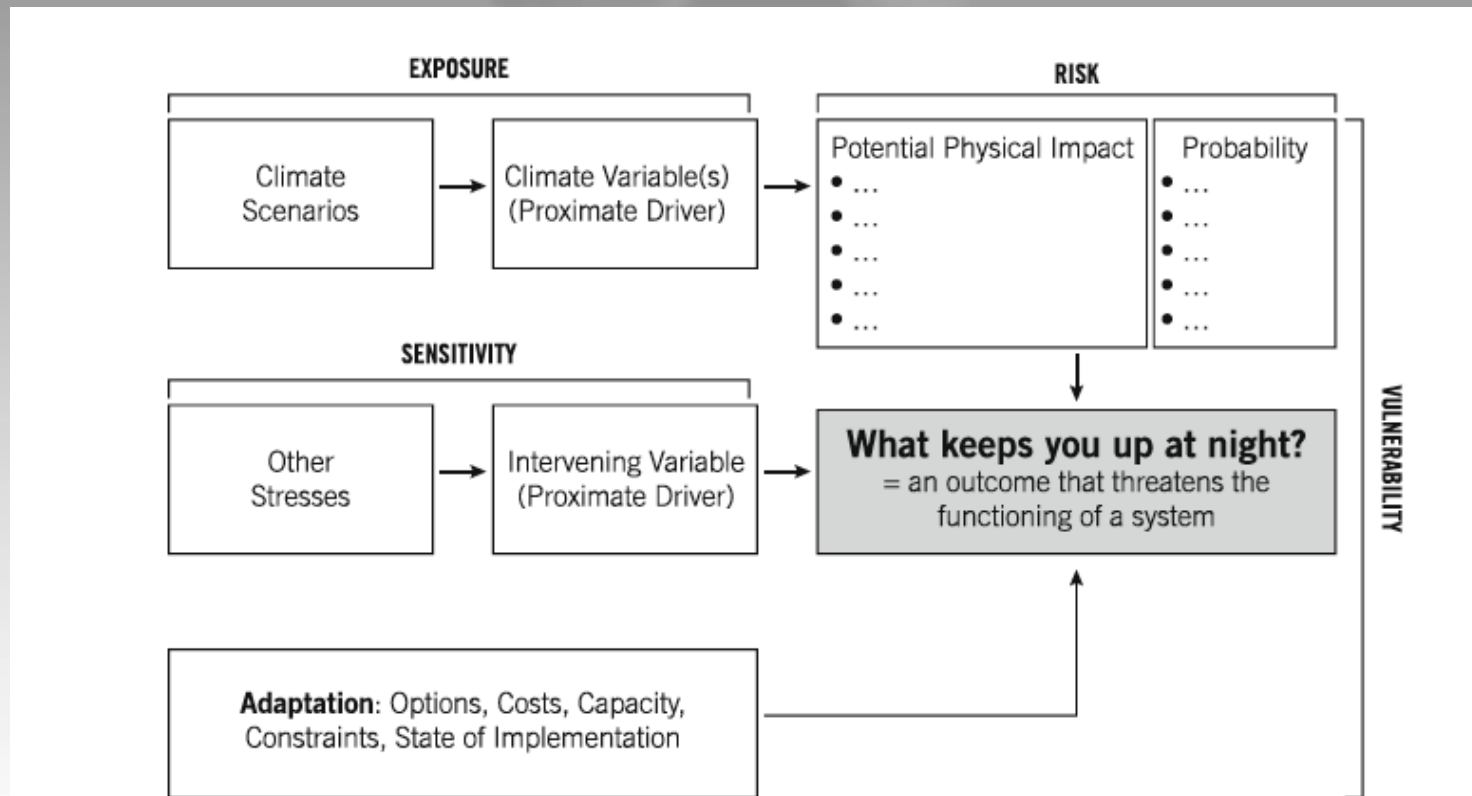 EXPOSURE
RISK
Climate
Scenarios
Climate Variable(s)
(Proximate Driver)
Potential Physical Impact
• ...
• ...
• ...
• ...
• ...
Probability
• ...
• ...
• ...
• ...
• ...
SENSITIVITY
Other
Stresses
Intervening Variable
(Proximate Driver)
What keeps you up at night?
= an outcome that threatens the
functioning of a system
VULNERABILITY
Adaptation: Options, Costs, Capacity,
Constraints, State of Implementation